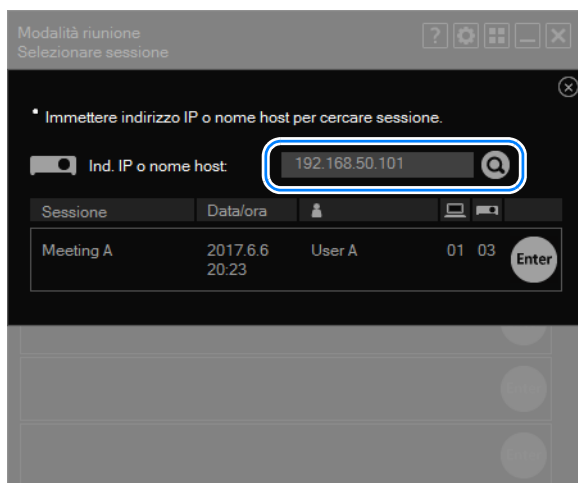 Modalità riunione
Selezionare sessione
?
• Immettere indirizzo IP o nome host per cercare sessione.
Ind. IP o nome host: 192.168.50.101
Sessione Data/ora
Meeting A 2017.6.6 User A 01 03 Enter
20:23